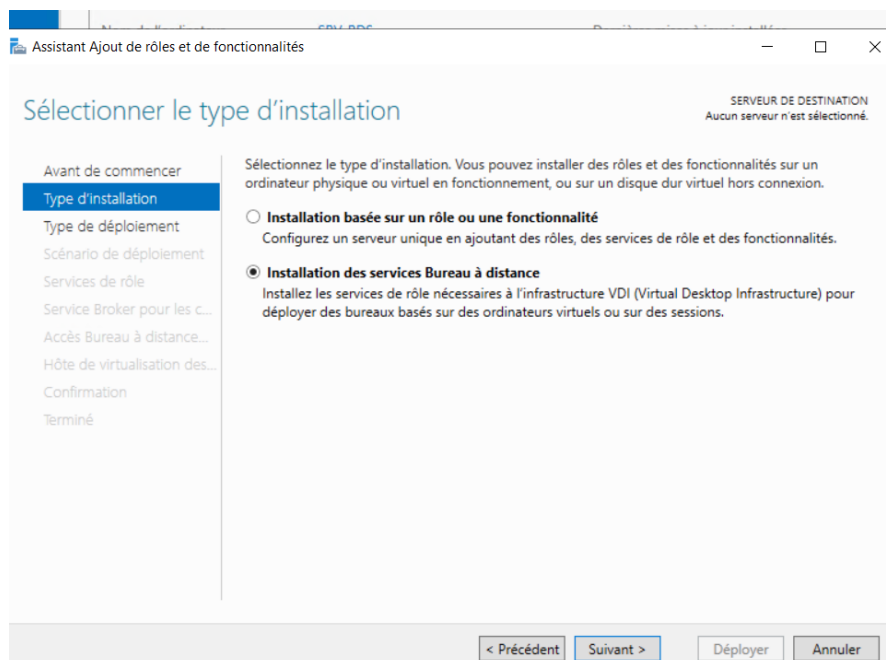 Assistant Ajout de rôles et de fonctionnalités
Sélectionner le type d'installation
SERVEUR DE DESTINATION
Aucun serveur n'est sélectionné.
Avant de commencer
Type d'installation
Type de déploiement
Scénario de déploiement
Services de rôle
Service Broker pour les c...
Accès Bureau à distance...
Hôte de virtualisation des...
Confirmation
Terminé
Sélectionnez le type d'installation. Vous pouvez installer des rôles et des fonctionnalités sur un
ordinateur physique ou virtuel en fonctionnement, ou sur un disque dur virtuel hors connexion.
Installation basée sur un rôle ou une fonctionnalité
Configurez un serveur unique en ajoutant des rôles, des services de rôle et des fonctionnalités.
Installation des services Bureau à distance
Installez les services de rôle nécessaires à l'infrastructure VDI (Virtual Desktop Infrastructure) pour
déployer des bureaux basés sur des ordinateurs virtuels ou sur des sessions.
< Précédent
Suivant >
Déployer
Annuler